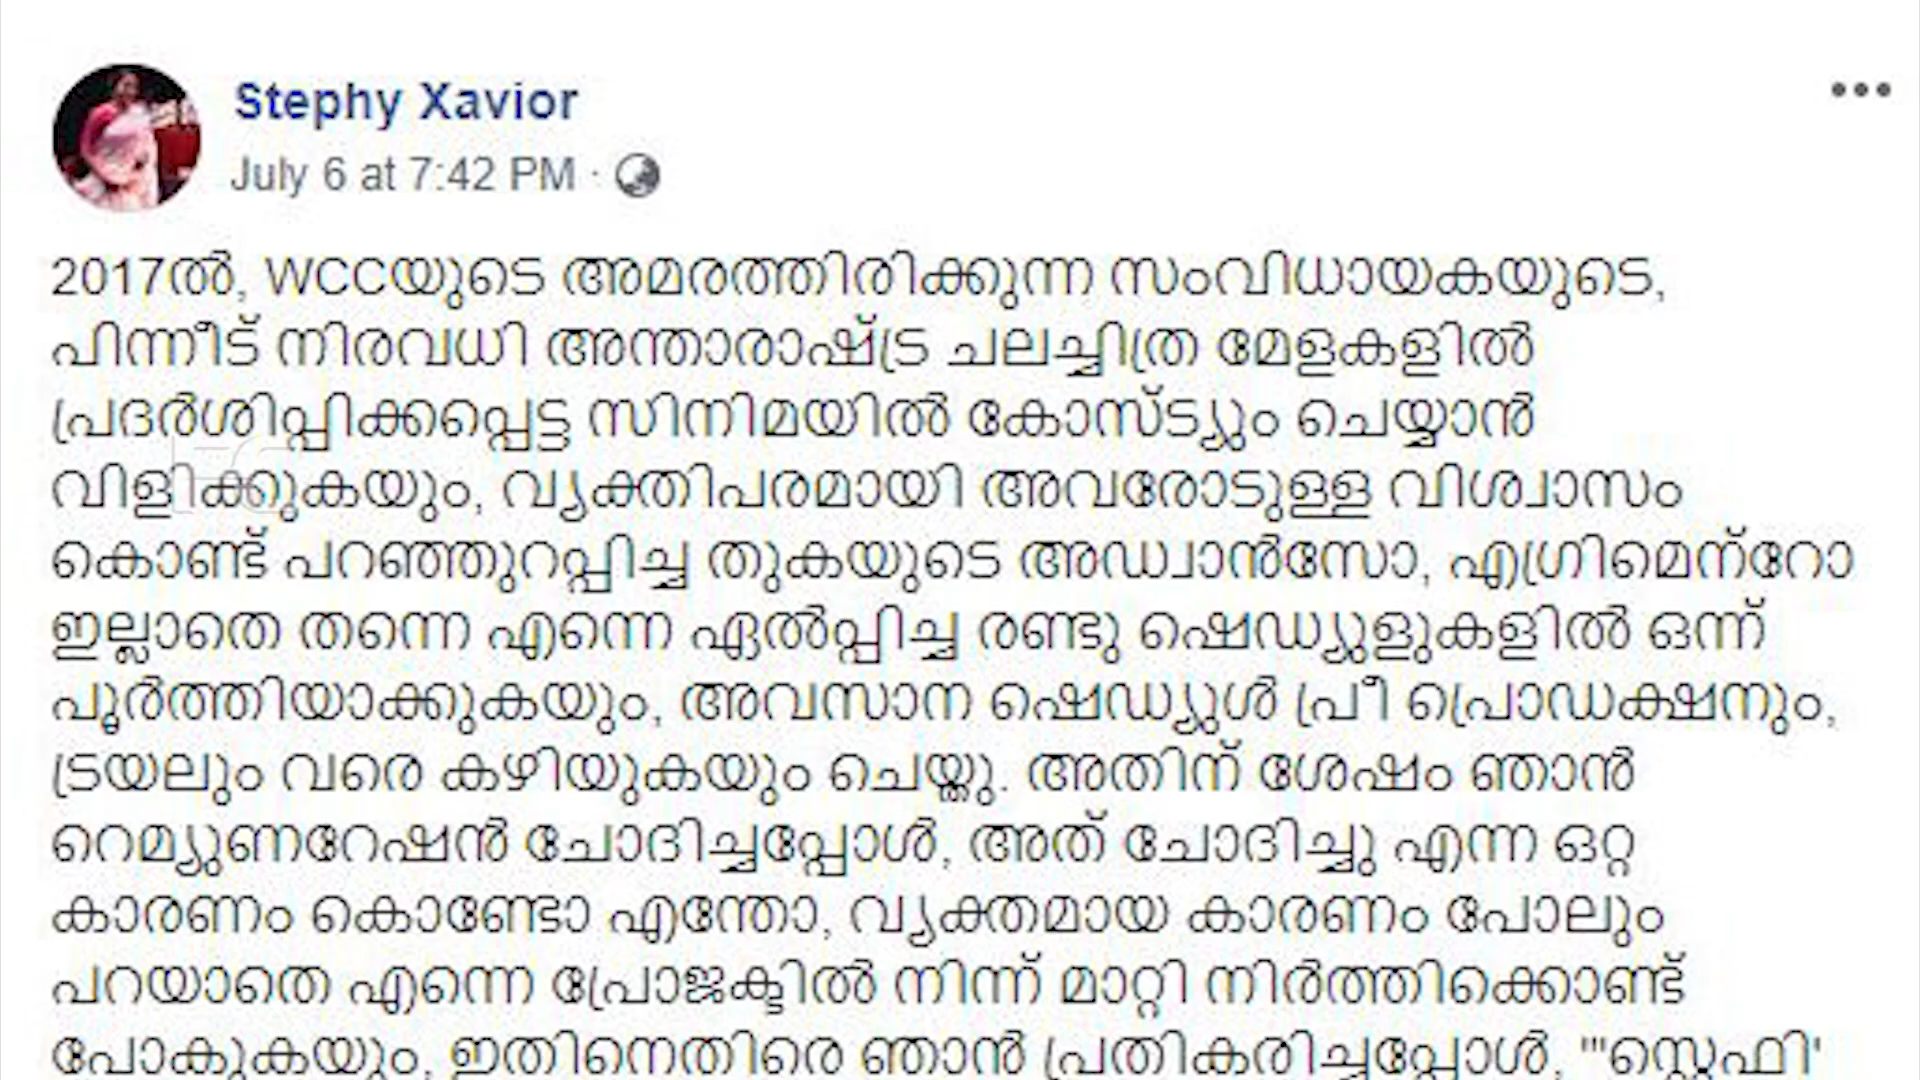 Stephy Xavior
July 6 at 7:42 PM ·
2017ൽ, WCCയുടെ അമരത്തിരിക്കുന്ന സംവിധായകയുടെ,
പിന്നീട് നിരവധി അന്താരാഷ്ട്ര ചലച്ചിത്ര മേളകളിൽ
പ്രദർശിപ്പിക്കപ്പെട്ട സിനിമയിൽ കോസ്ട്യും ചെയ്യാൻ
വിളിക്കുകയും, വ്യക്തിപരമായി അവരോടുള്ള വിശ്വാസം
കൊണ്ട് പറഞ്ഞുറപ്പിച്ച തുകയുടെ അഡ്വാൻസോ, എഗ്രിമെന്റോ
ഇല്ലാതെ തന്നെ എന്നെ ഏൽപ്പിച്ച രണ്ടു ഷെഡ്യുളുകളിൽ ഒന്ന്
പൂർത്തിയാക്കുകയും, അവസാന ഷെഡ്യുൾ പ്രീ പ്രൊഡക്ഷനും,
ട്രയലും വരെ കഴിയുകയും ചെയ്തു. അതിന് ശേഷം ഞാൻ
റെമ്യുണറേഷൻ ചോദിച്ചപ്പോൾ, അത് ചോദിച്ചു എന്ന ഒറ്റ
കാരണം കൊണ്ടോ എന്തോ, വ്യക്തമായ കാരണം പോലും
പറയാതെ എന്നെ പ്രോജക്ടിൽ നിന്ന് മാറ്റി നിർത്തിക്കൊണ്ട്
പോകുകയും, ഇതിനെതിരെ ഞാൻ പ്രതികരിച്ചപ്പോൾ, "'സ്റ്റെഫി'